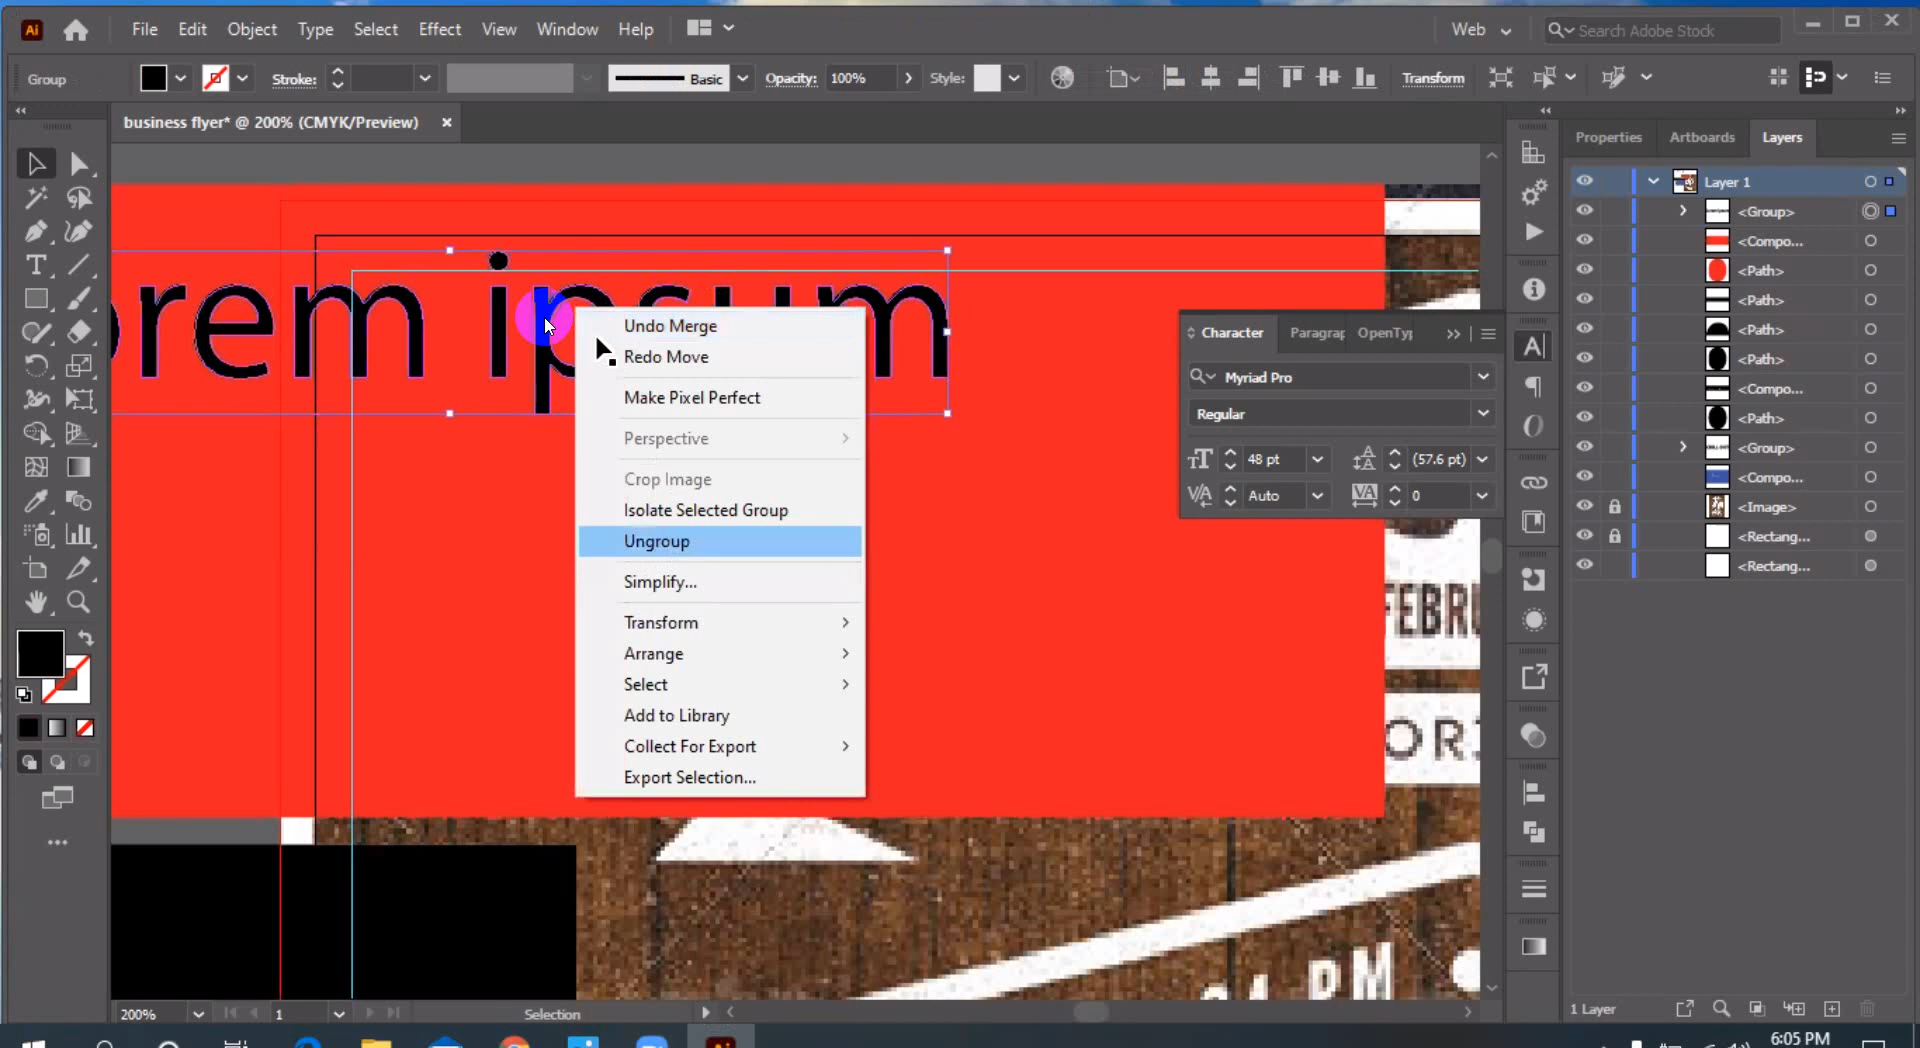 Ai
File Edit Object Type Select Effect View Window Help
Web
Search Adobe Stock
Group
Stroke:
Basic
Opacity: 100%
Style:
Transform
business flyer* @ 200% (CMYK/Preview) ×
Properties Artboards Layers
Layer 1
<Group>
<Compo...
<Path>
<Path>
<Path>
<Path>
<Compo...
<Path>
<Group>
<Compo...
<Image>
<Rectang...
<Rectang...
1 Layer
orem ipsum
Undo Merge
Redo Move
Make Pixel Perfect
Perspective
Crop Image
Isolate Selected Group
Ungroup
Simplify...
Transform
Arrange
Select
Add to Library
Collect For Export
Export Selection...
Character Paragrap OpenTyp
Myriad Pro
Regular
48 pt (57.6 pt)
Auto 0
FEBRU
ORI
PM
200% 1 Selection
6:05 PM